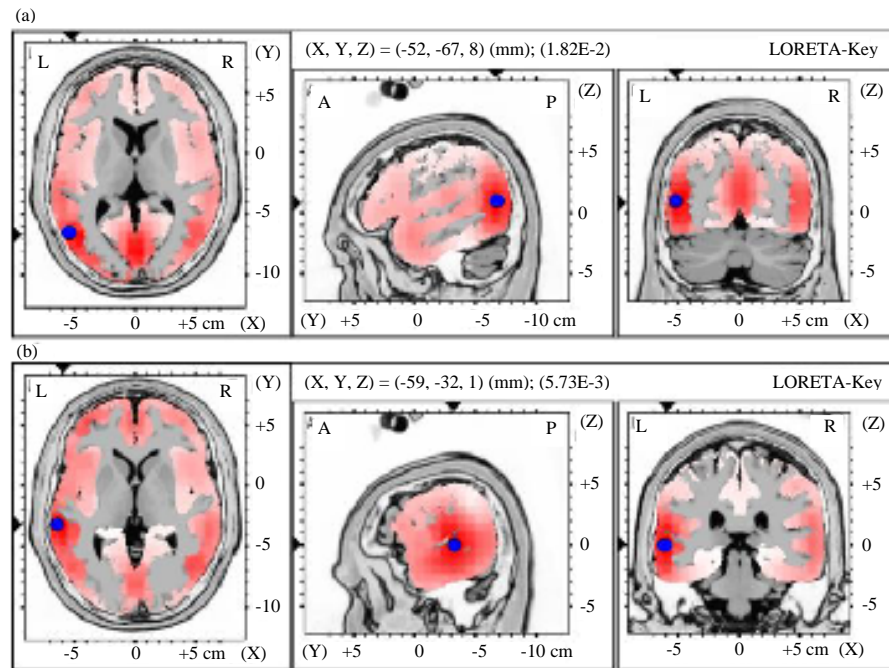 (a)
L R (Y)
+5
0
-5
-10
-5 0 +5 cm (X)
(X, Y, Z) = (-52, -67, 8) (mm); (1.82E-2) LORETA-Key
A P (Z)
+5
0
-5
(Y) +5 0 -5 -10 cm
L R (Z)
+5
0
-5
-5 0 +5 cm (X)
(b)
L R (Y)
+5
0
-5
-10
-5 0 +5 cm (X)
(X, Y, Z) = (-59, -32, 1) (mm); (5.73E-3) LORETA-Key
A P (Z)
+5
0
-5
(Y) +5 0 -5 -10 cm
L R (Z)
+5
0
-5
-5 0 +5 cm (X)